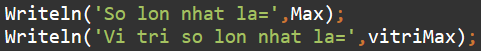 Writeln('So lon nhat la=',Max);
Writeln('Vi tri so lon nhat la=',vitriMax);